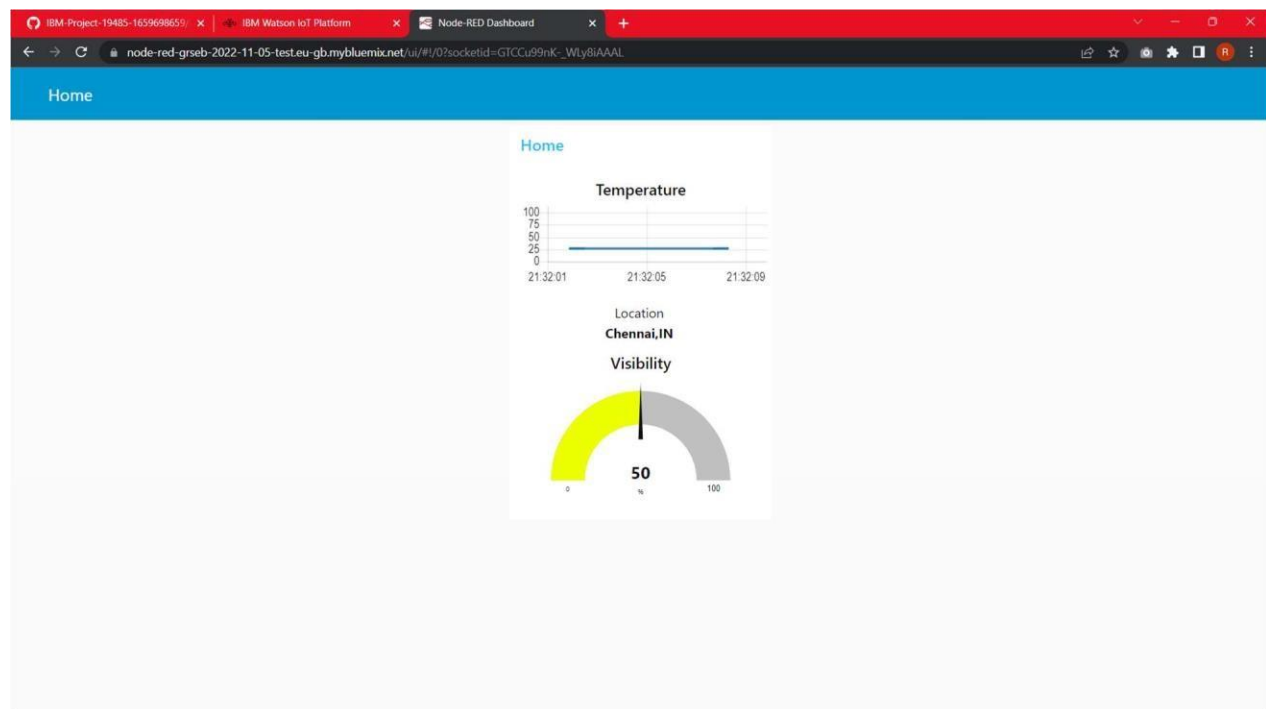 IBM-Project-19485-1659698659/
IBM Watson IoT Platform
Node-RED Dashboard
node-red-grseb-2022-11-05-test.eu-gb.mybluemix.net/ui/#!/0?socketid=GTCCu99nK-_WLy8iAAAL
R
Home
Home
Temperature
100
75
50
25
0
21:32:01 21:32:05 21:32:09
Location
Chennai,IN
Visibility
50
0 % 100